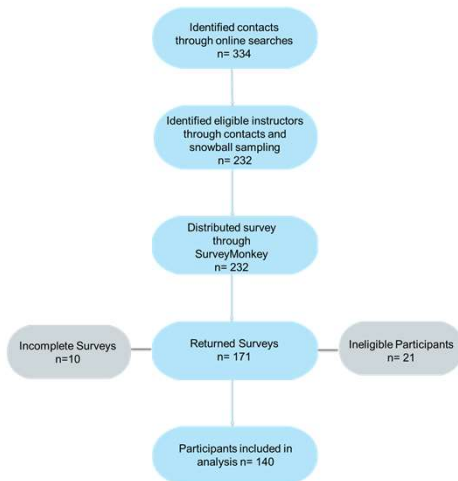 Identified contacts
through online searches
n= 334
Identified eligible instructors
through contacts and
snowball sampling
n= 232
Distributed survey
through
SurveyMonkey
n= 232
Incomplete Surveys
n=10
Returned Surveys
n= 171
Ineligible Participants
n= 21
Participants included in
analysis n= 140